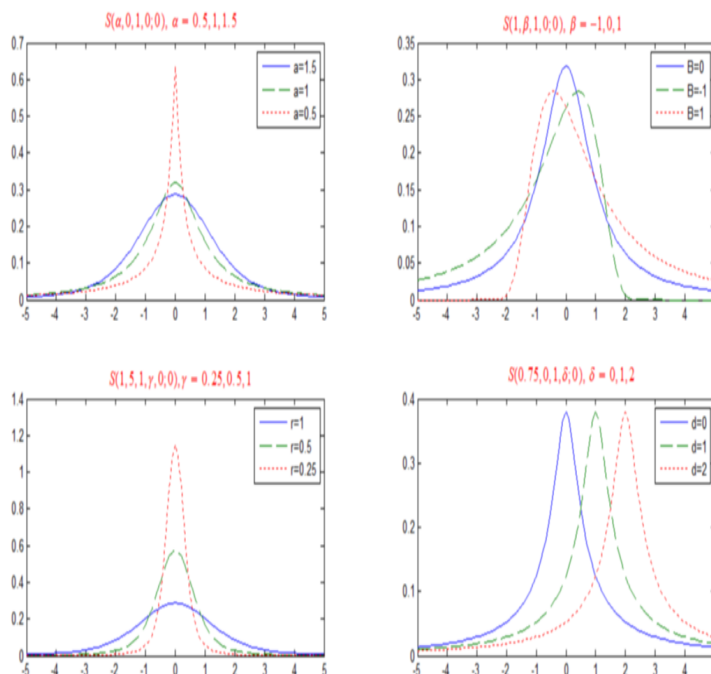 S(α,0,1,0;0), α = 0.5,1,1.5
0.7
0.6
0.5
0.4
0.3
0.2
0.1
0
-5 -4 -3 -2 -1 0 1 2 3 4 5
a=1.5
a=1
a=0.5
S(1,β,1,0;0), β = −1,0,1
0.35
0.3
0.25
0.2
0.15
0.1
0.05
0
-5 -4 -3 -2 -1 0 1 2 3 4
B=0
B=-1
B=1
S(1,5,1,γ,0;0),γ = 0.25,0.5,1
1.4
1.2
1
0.8
0.6
0.4
0.2
0
-5 -4 -3 -2 -1 0 1 2 3 4 5
r=1
r=0.5
r=0.25
S(0.75,0,1,δ;0), δ = 0,1,2
0.4
0.3
0.2
0.1
-5 -4 -3 -2 -1 0 1 2 3 4
d=0
d=1
d=2